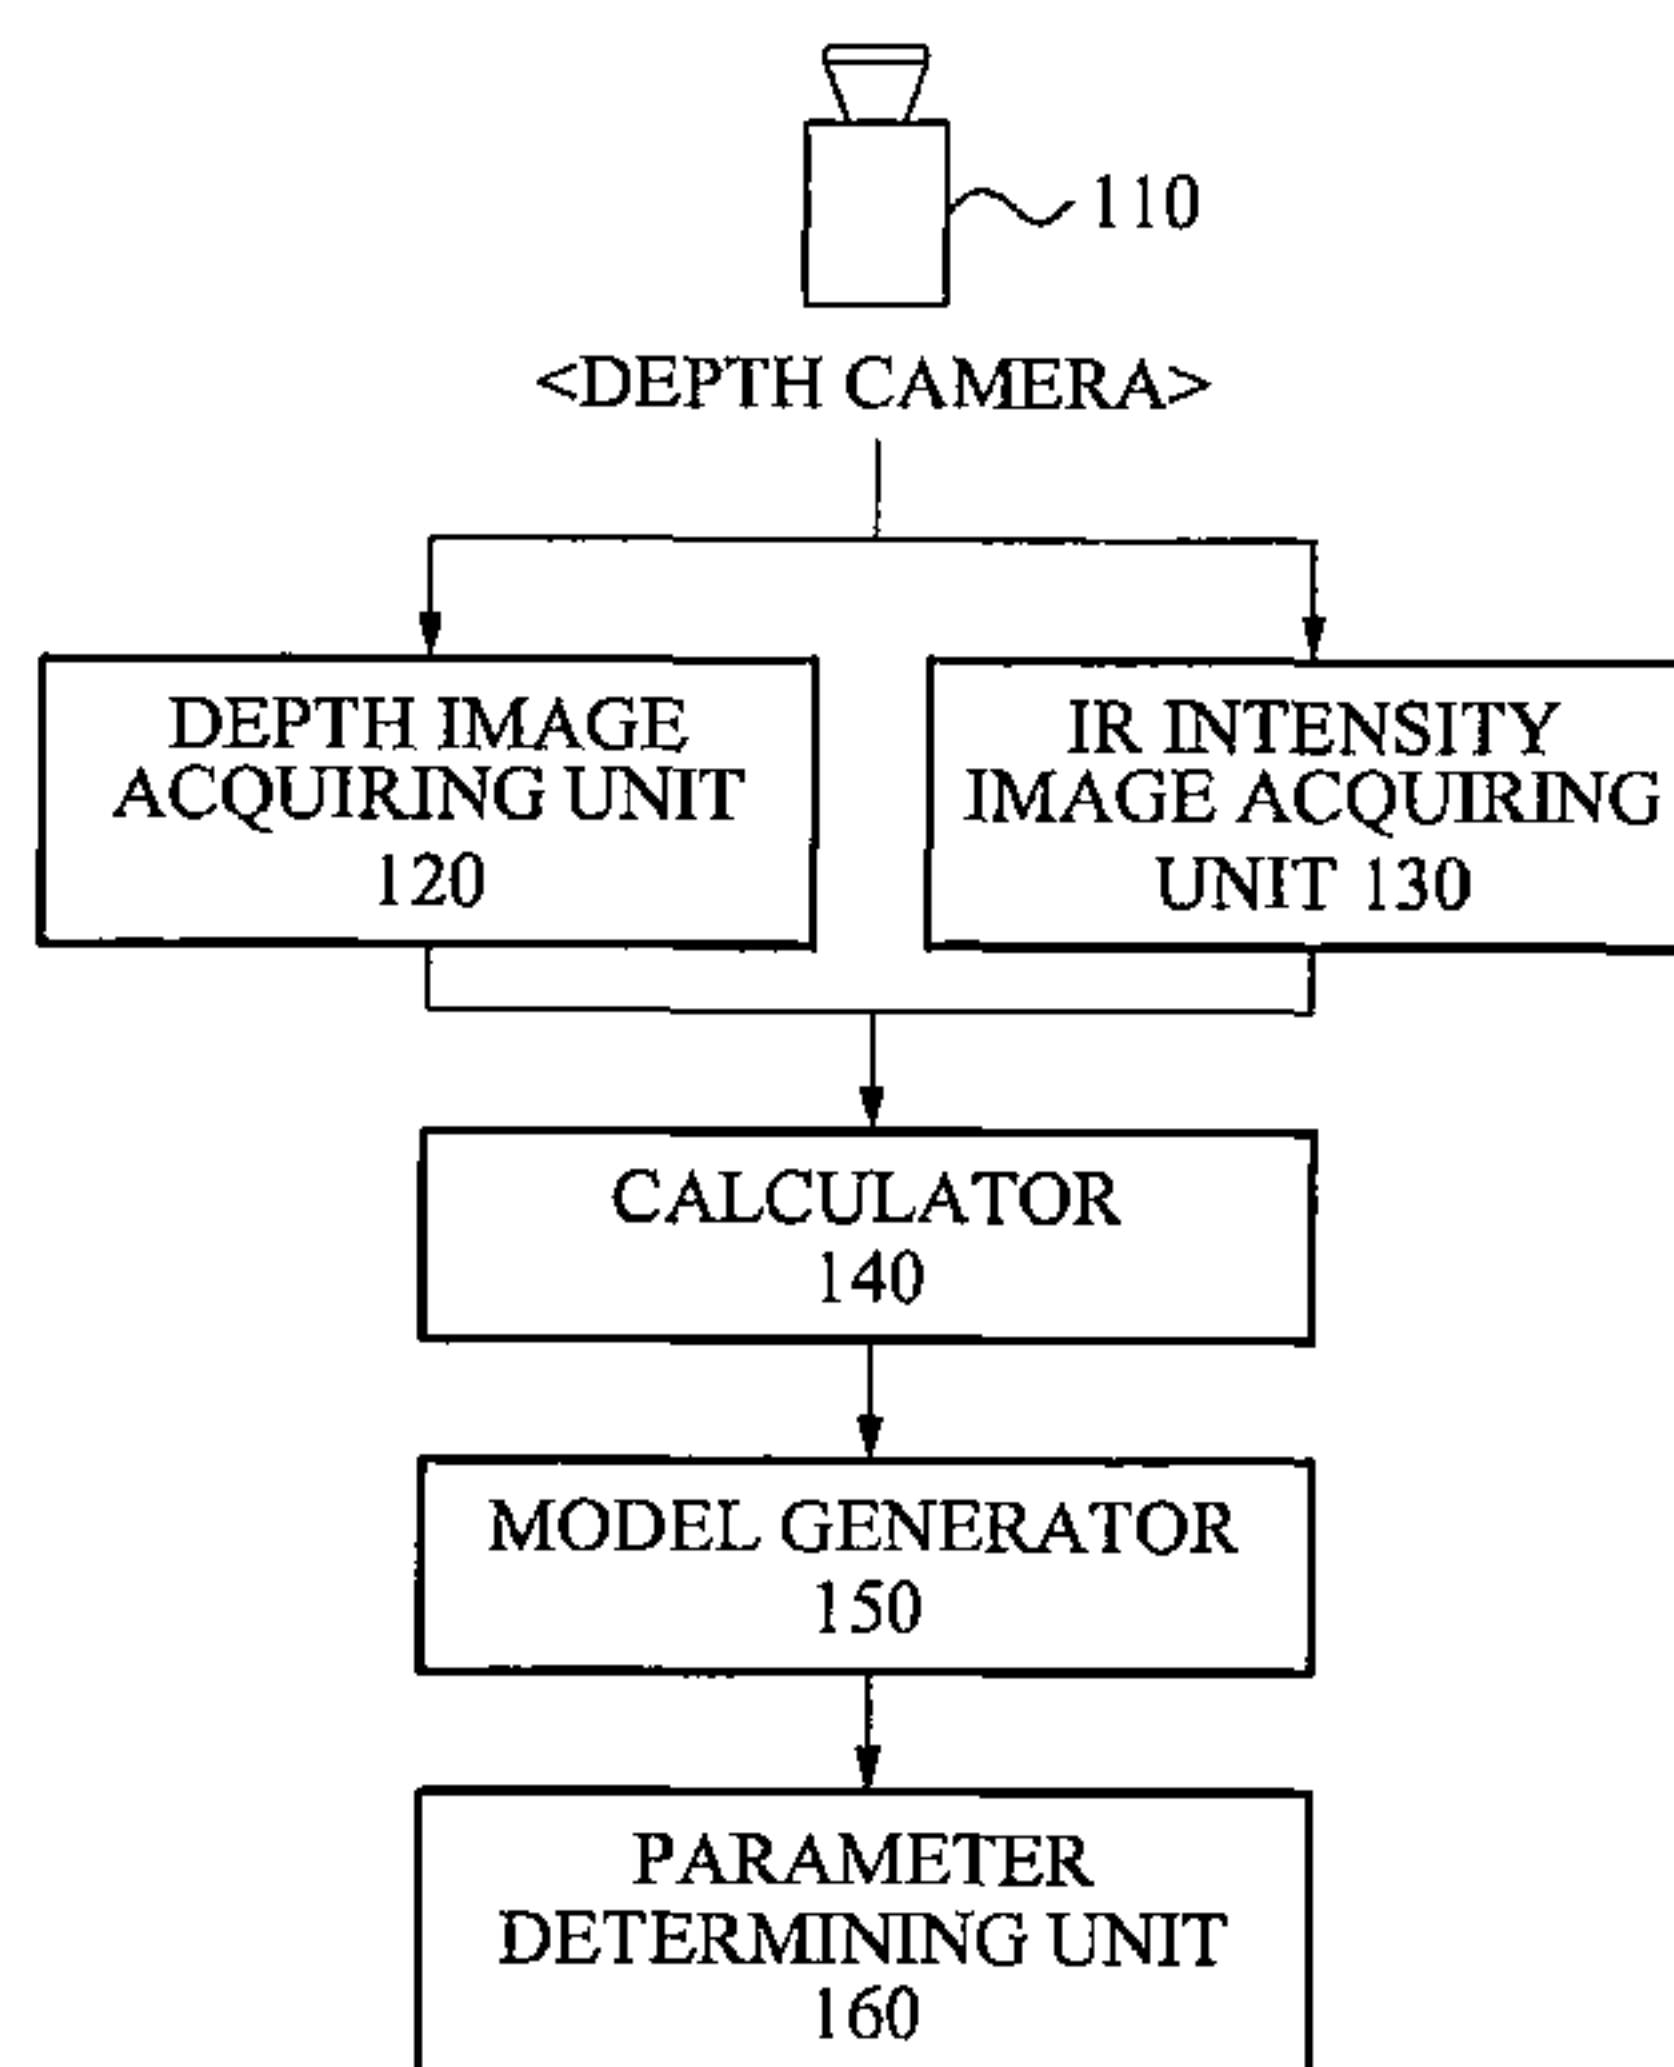 110
<DEPTH CAMERA>
DEPTH IMAGE
ACQUIRING UNIT
120
IR INTENSITY
IMAGE ACQUIRING
UNIT 130
CALCULATOR
140
MODEL GENERATOR
150
PARAMETER
DETERMINING UNIT
160